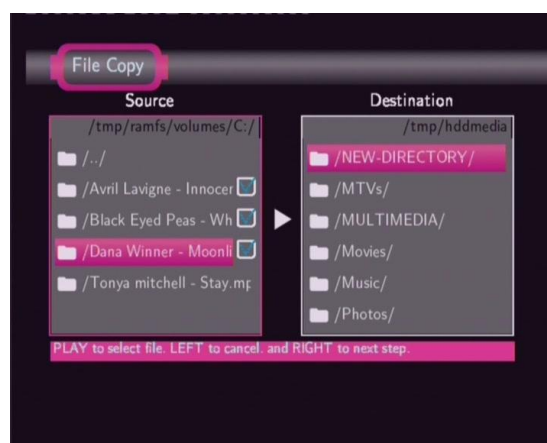 File Copy
Source
Destination
/tmp/ramfs/volumes/C:/
/tmp/hddmedia
/../
/Avril Lavigne - Innocer
/Black Eyed Peas - Wh
/Dana Winner - Moonli
/Tonya mitchell - Stay.mp
/NEW-DIRECTORY/
/MTVs/
/MULTIMEDIA/
/Movies/
/Music/
/Photos/
PLAY to select file. LEFT to cancel. and RIGHT to next step.